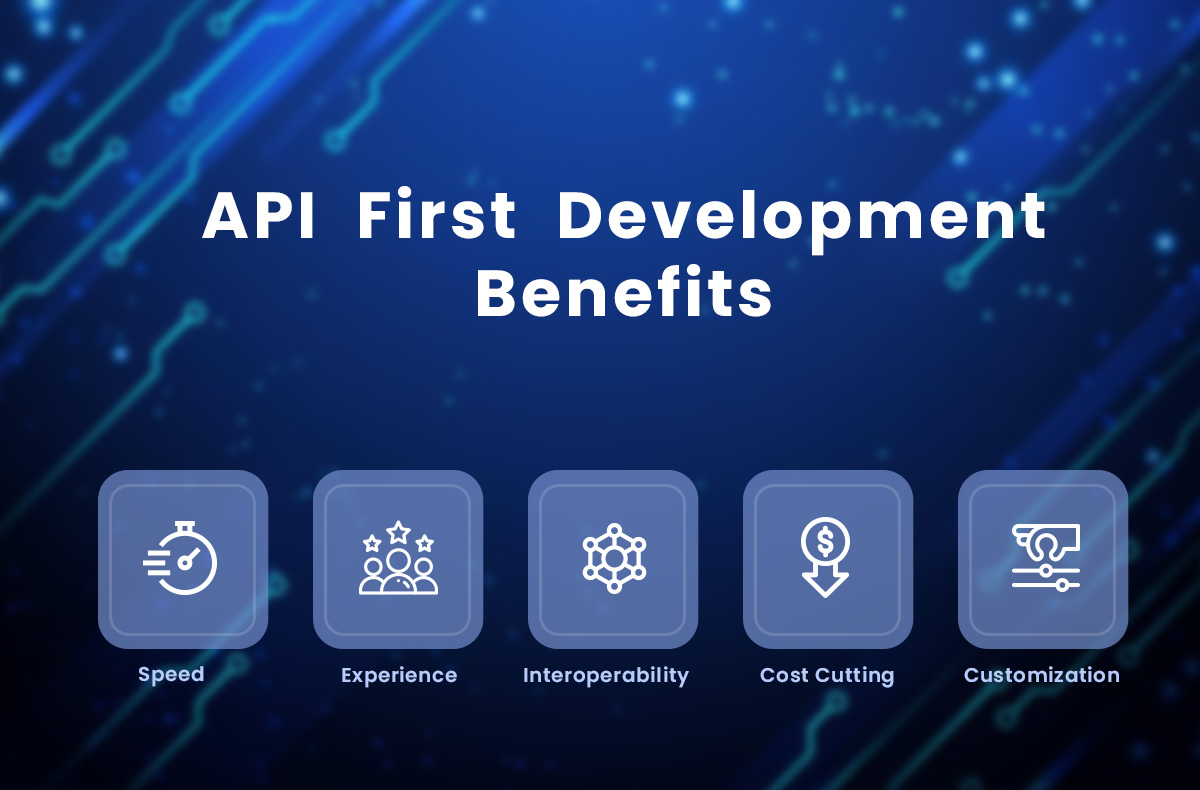 API First Development
Benefits
Speed
Experience
Interoperability
Cost Cutting
Customization